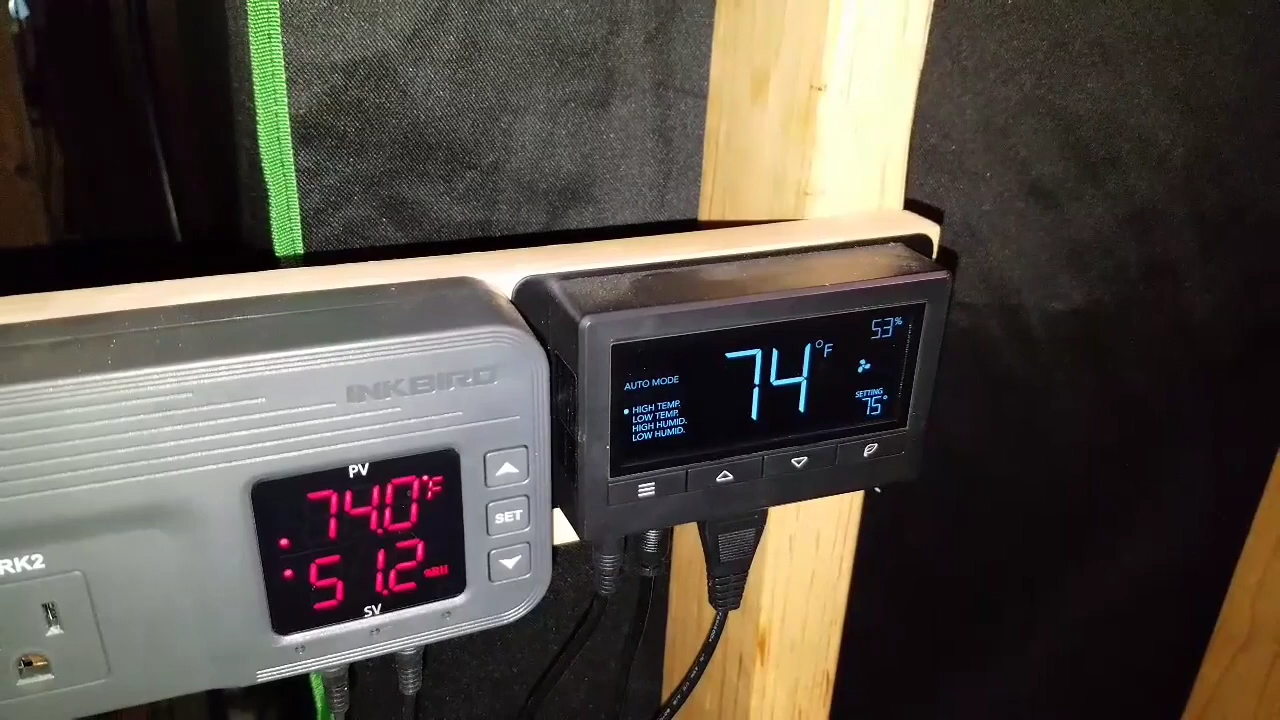 INKBIRD
PV
74.0°F
51.2 %RH
SV
SET
RK2
AUTO MODE
HIGH TEMP.
LOW TEMP.
HIGH HUMID.
LOW HUMID.
74°F
53%
SETTING
75°